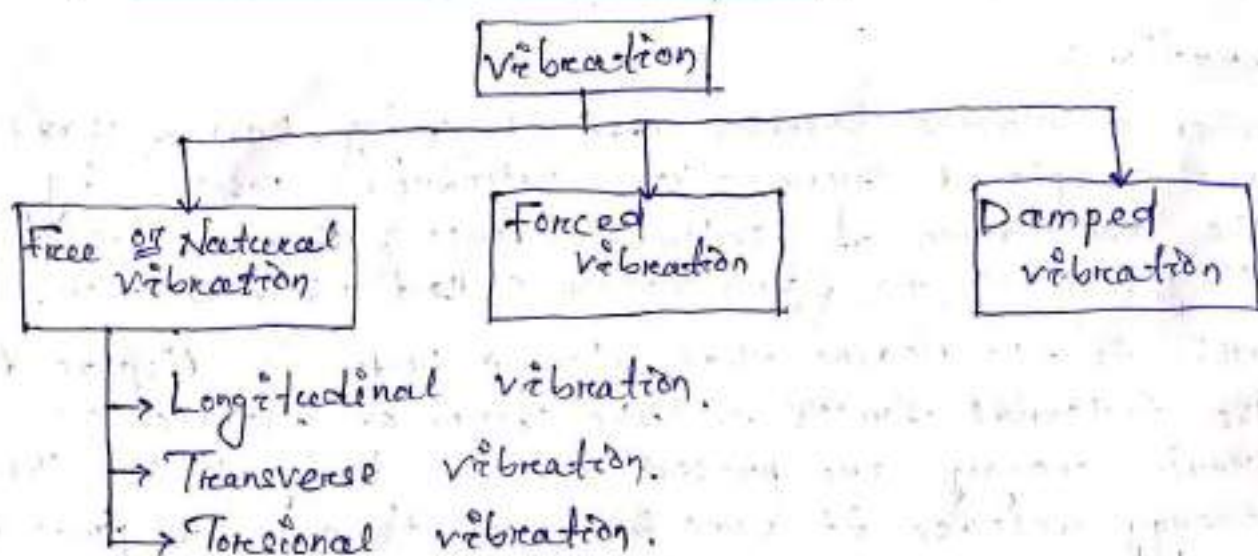 Vibration
Free or Natural
vibration
Forced
vibration
Damped
vibration
Longitudinal vibration.
Transverse vibration.
Torsional vibration.